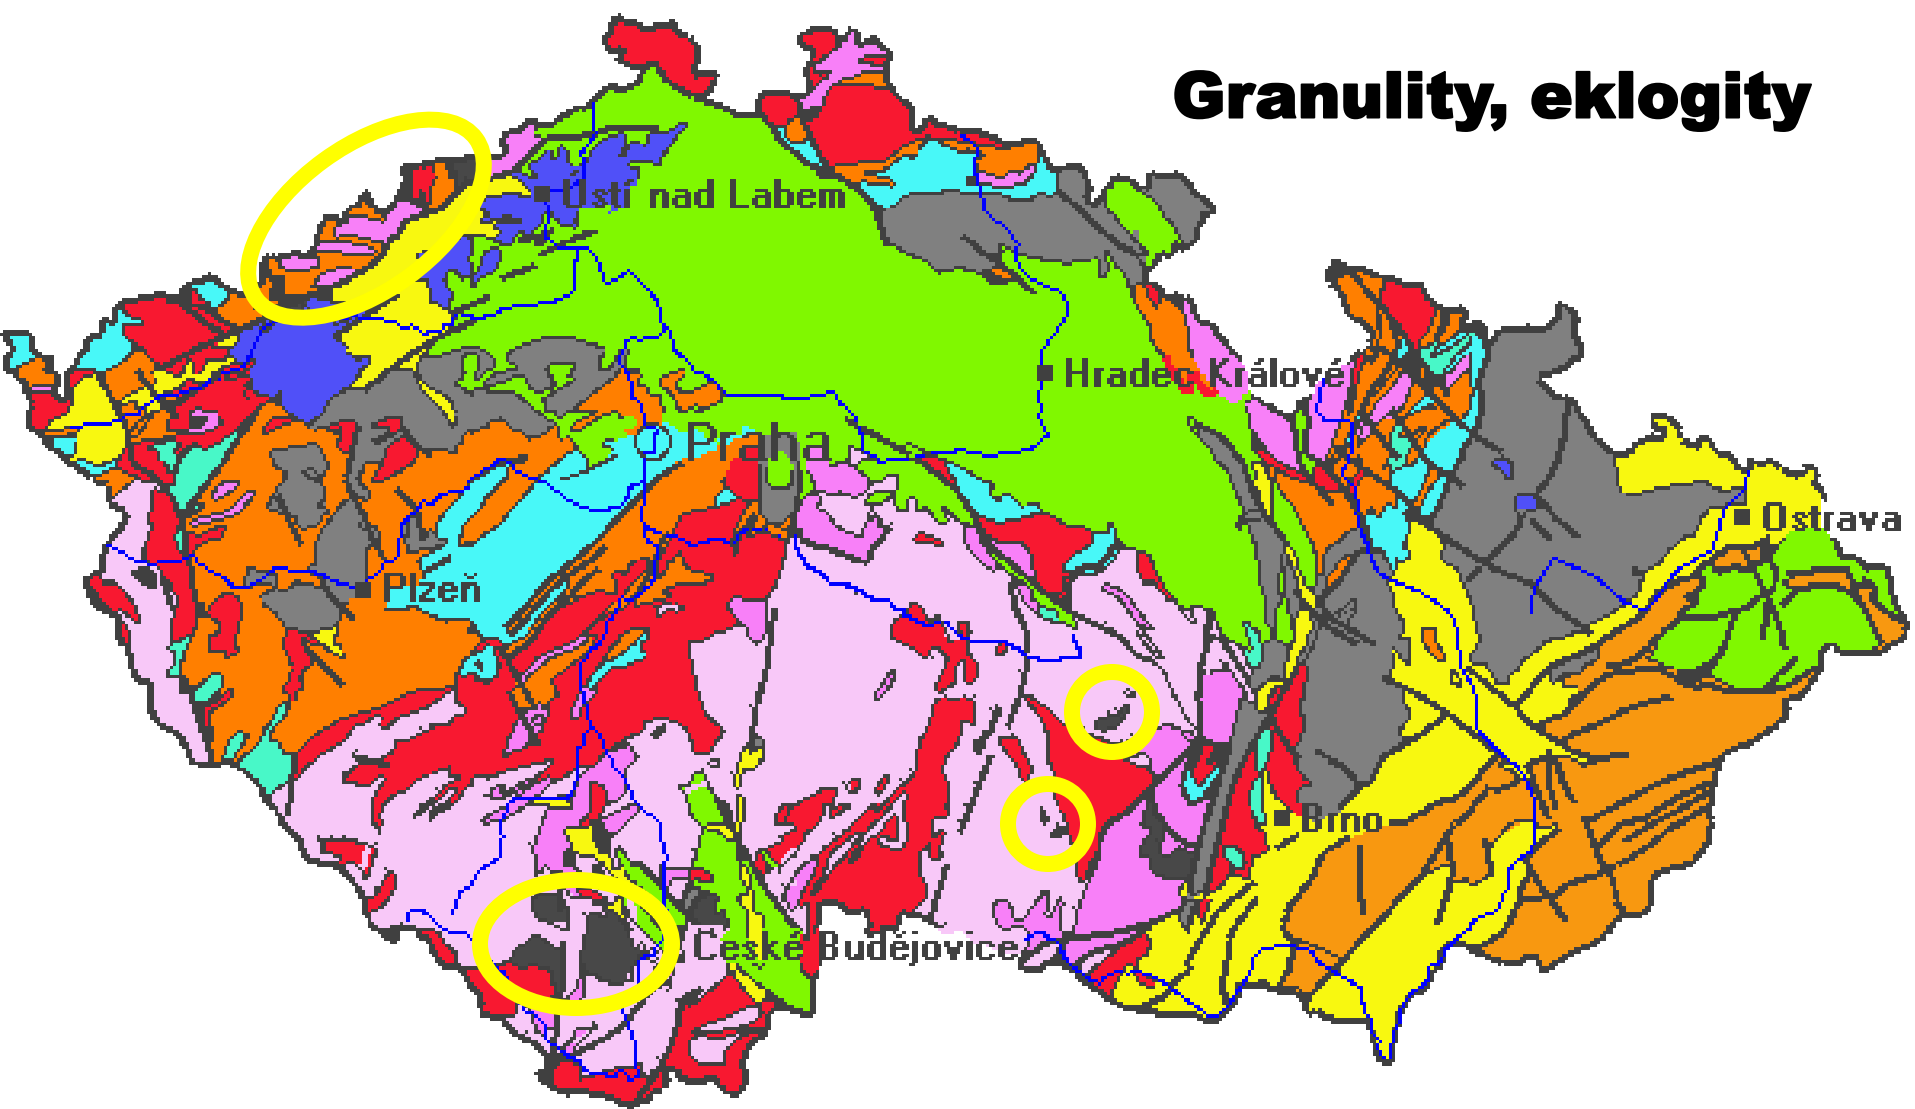 Granulity, eklogity
Ústí nad Labem
Hradec Králové
Praha
Ostrava
Plzeň
Brno
České Budějovice